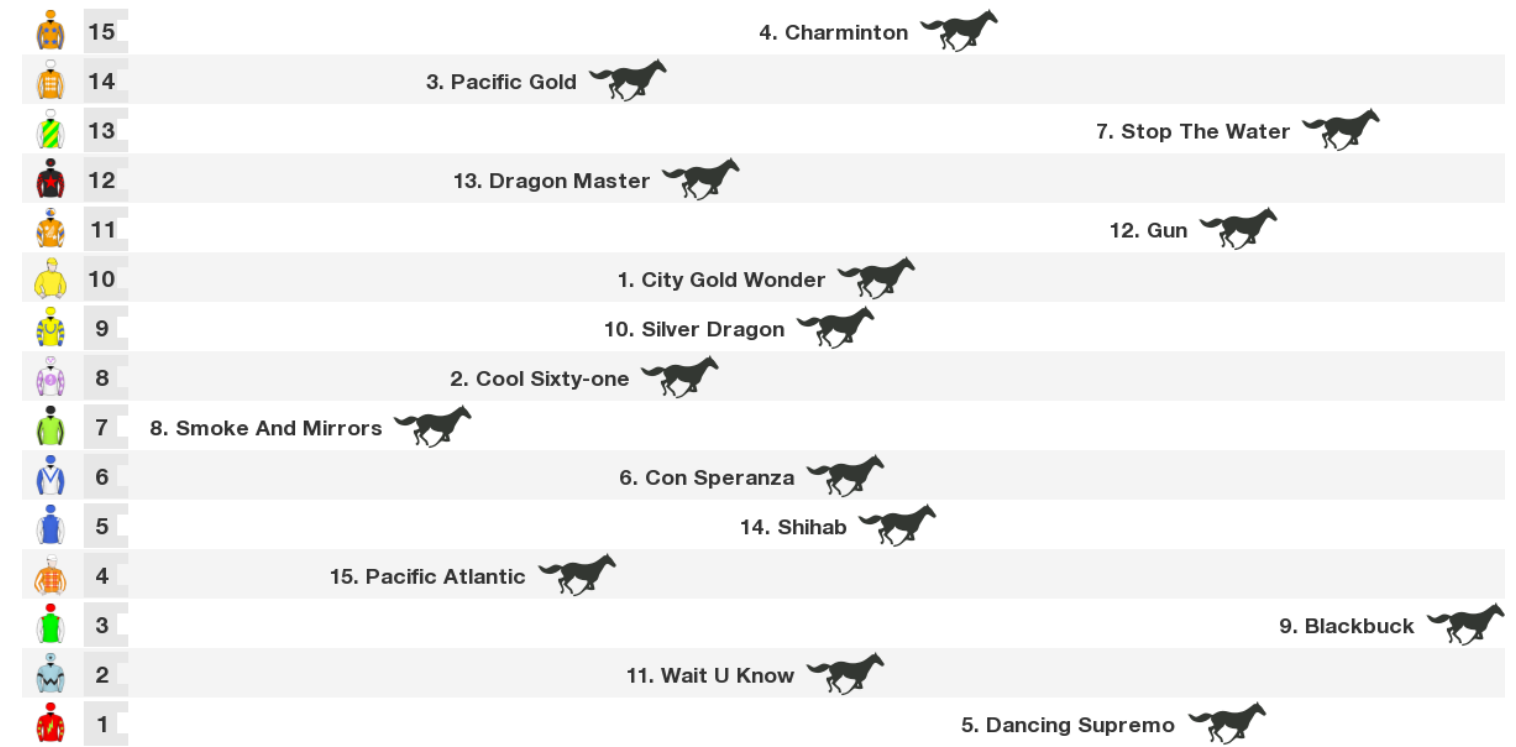 15 4. Charminton
14 3. Pacific Gold
13 7. Stop The Water
12 13. Dragon Master
11 12. Gun
10 1. City Gold Wonder
9 10. Silver Dragon
8 2. Cool Sixty-one
7 8. Smoke And Mirrors
6 6. Con Speranza
5 14. Shihab
4 15. Pacific Atlantic
3 9. Blackbuck
2 11. Wait U Know
1 5. Dancing Supremo